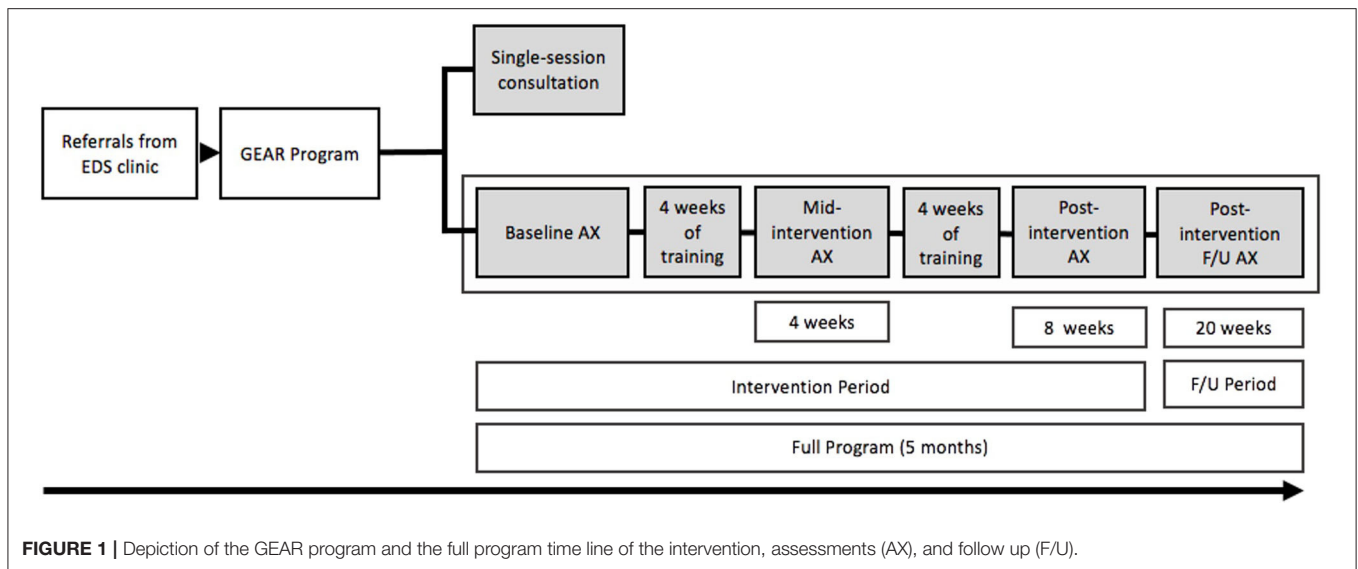 Single-session
consultation
Referrals from
EDS clinic
GEAR Program
Baseline AX
4 weeks
of
training
Mid-
intervention
AX
4 weeks
of
training
Post-
intervention
AX
Post-
intervention
F/U AX
4 weeks
8 weeks
20 weeks
Intervention Period
F/U Period
Full Program (5 months)
FIGURE 1 | Depiction of the GEAR program and the full program time line of the intervention, assessments (AX), and follow up (F/U).